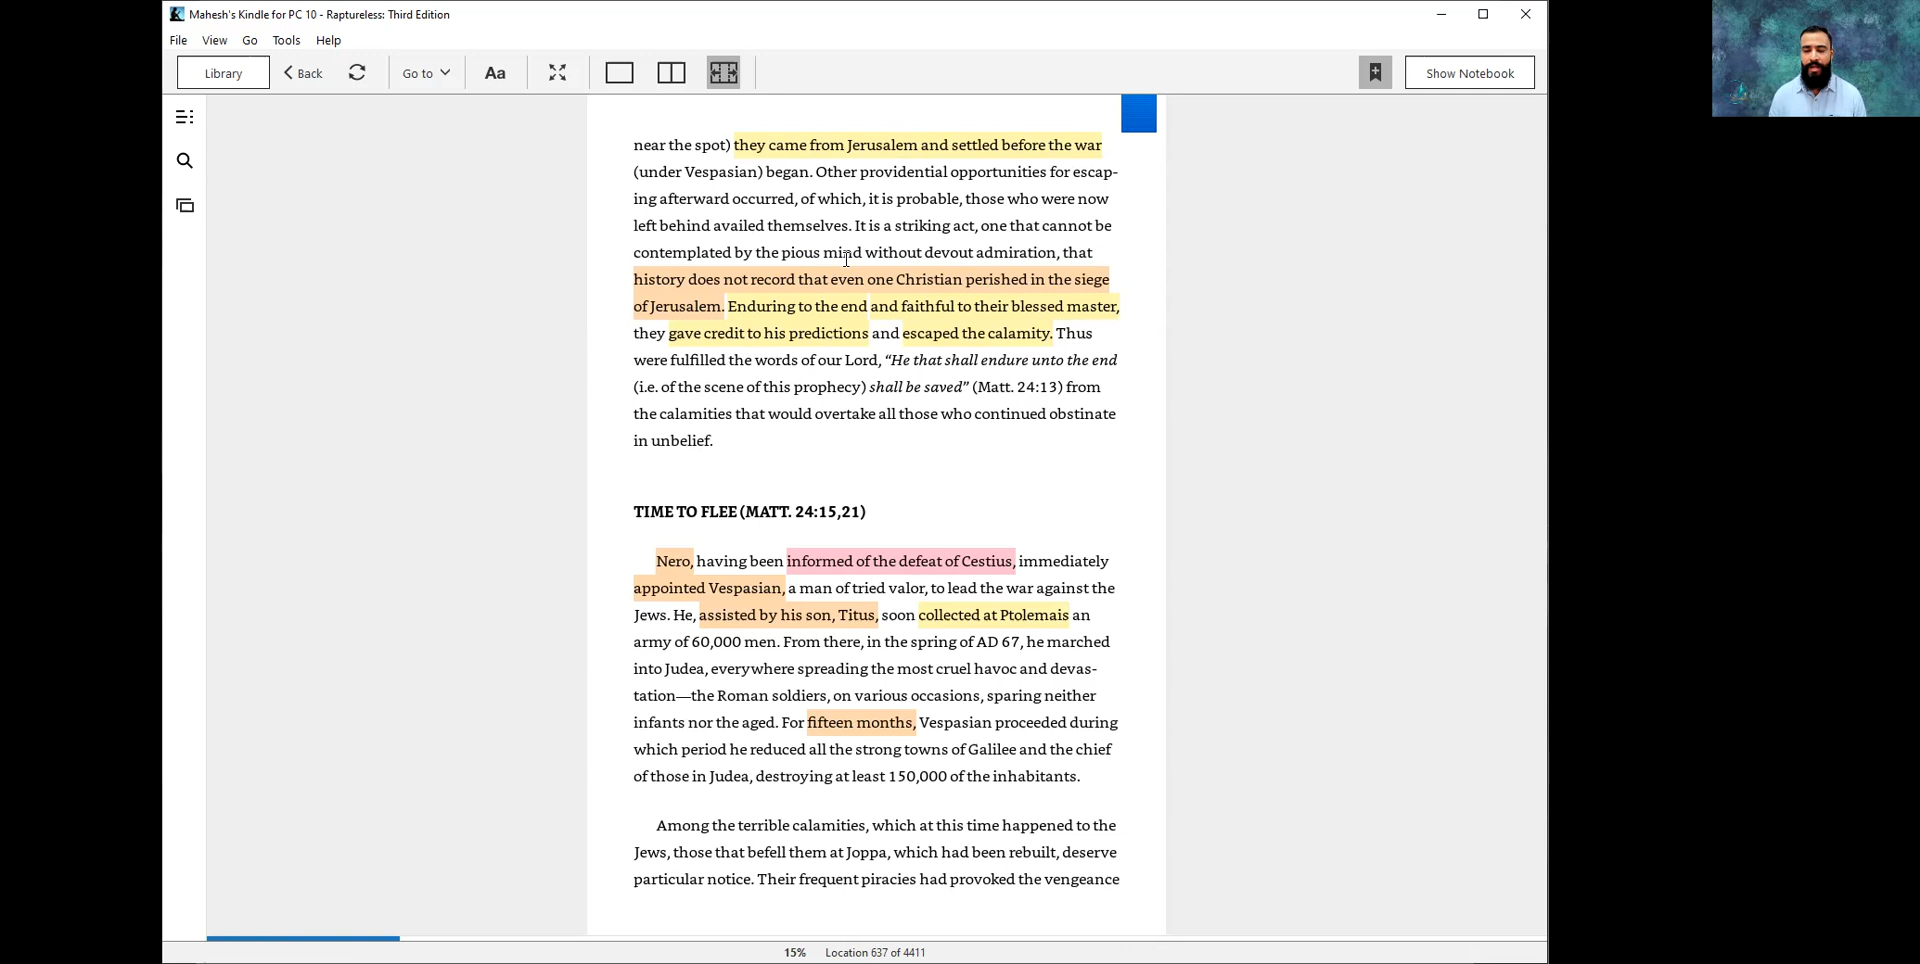 Mahesh's Kindle for PC 10 - Raptureless: Third Edition
File View Go Tools Help
Library Back Go to Aa Show Notebook
near the spot) they came from Jerusalem and settled before the war
(under Vespasian) began. Other providential opportunities for escap-
ing afterward occurred, of which, it is probable, those who were now
left behind availed themselves. It is a striking act, one that cannot be
contemplated by the pious mind without devout admiration, that
history does not record that even one Christian perished in the siege
of Jerusalem. Enduring to the end and faithful to their blessed master,
they gave credit to his predictions and escaped the calamity. Thus
were fulfilled the words of our Lord, “He that shall endure unto the end
(i.e. of the scene of this prophecy) shall be saved” (Matt. 24:13) from
the calamities that would overtake all those who continued obstinate
in unbelief.
TIME TO FLEE (MATT. 24:15,21)
Nero, having been informed of the defeat of Cestius, immediately
appointed Vespasian, a man of tried valor, to lead the war against the
Jews. He, assisted by his son, Titus, soon collected at Ptolemais an
army of 60,000 men. From there, in the spring of AD 67, he marched
into Judea, everywhere spreading the most cruel havoc and devas-
tation—the Roman soldiers, on various occasions, sparing neither
infants nor the aged. For fifteen months, Vespasian proceeded during
which period he reduced all the strong towns of Galilee and the chief
of those in Judea, destroying at least 150,000 of the inhabitants.
Among the terrible calamities, which at this time happened to the
Jews, those that befell them at Joppa, which had been rebuilt, deserve
particular notice. Their frequent piracies had provoked the vengeance
15% Location 637 of 4411